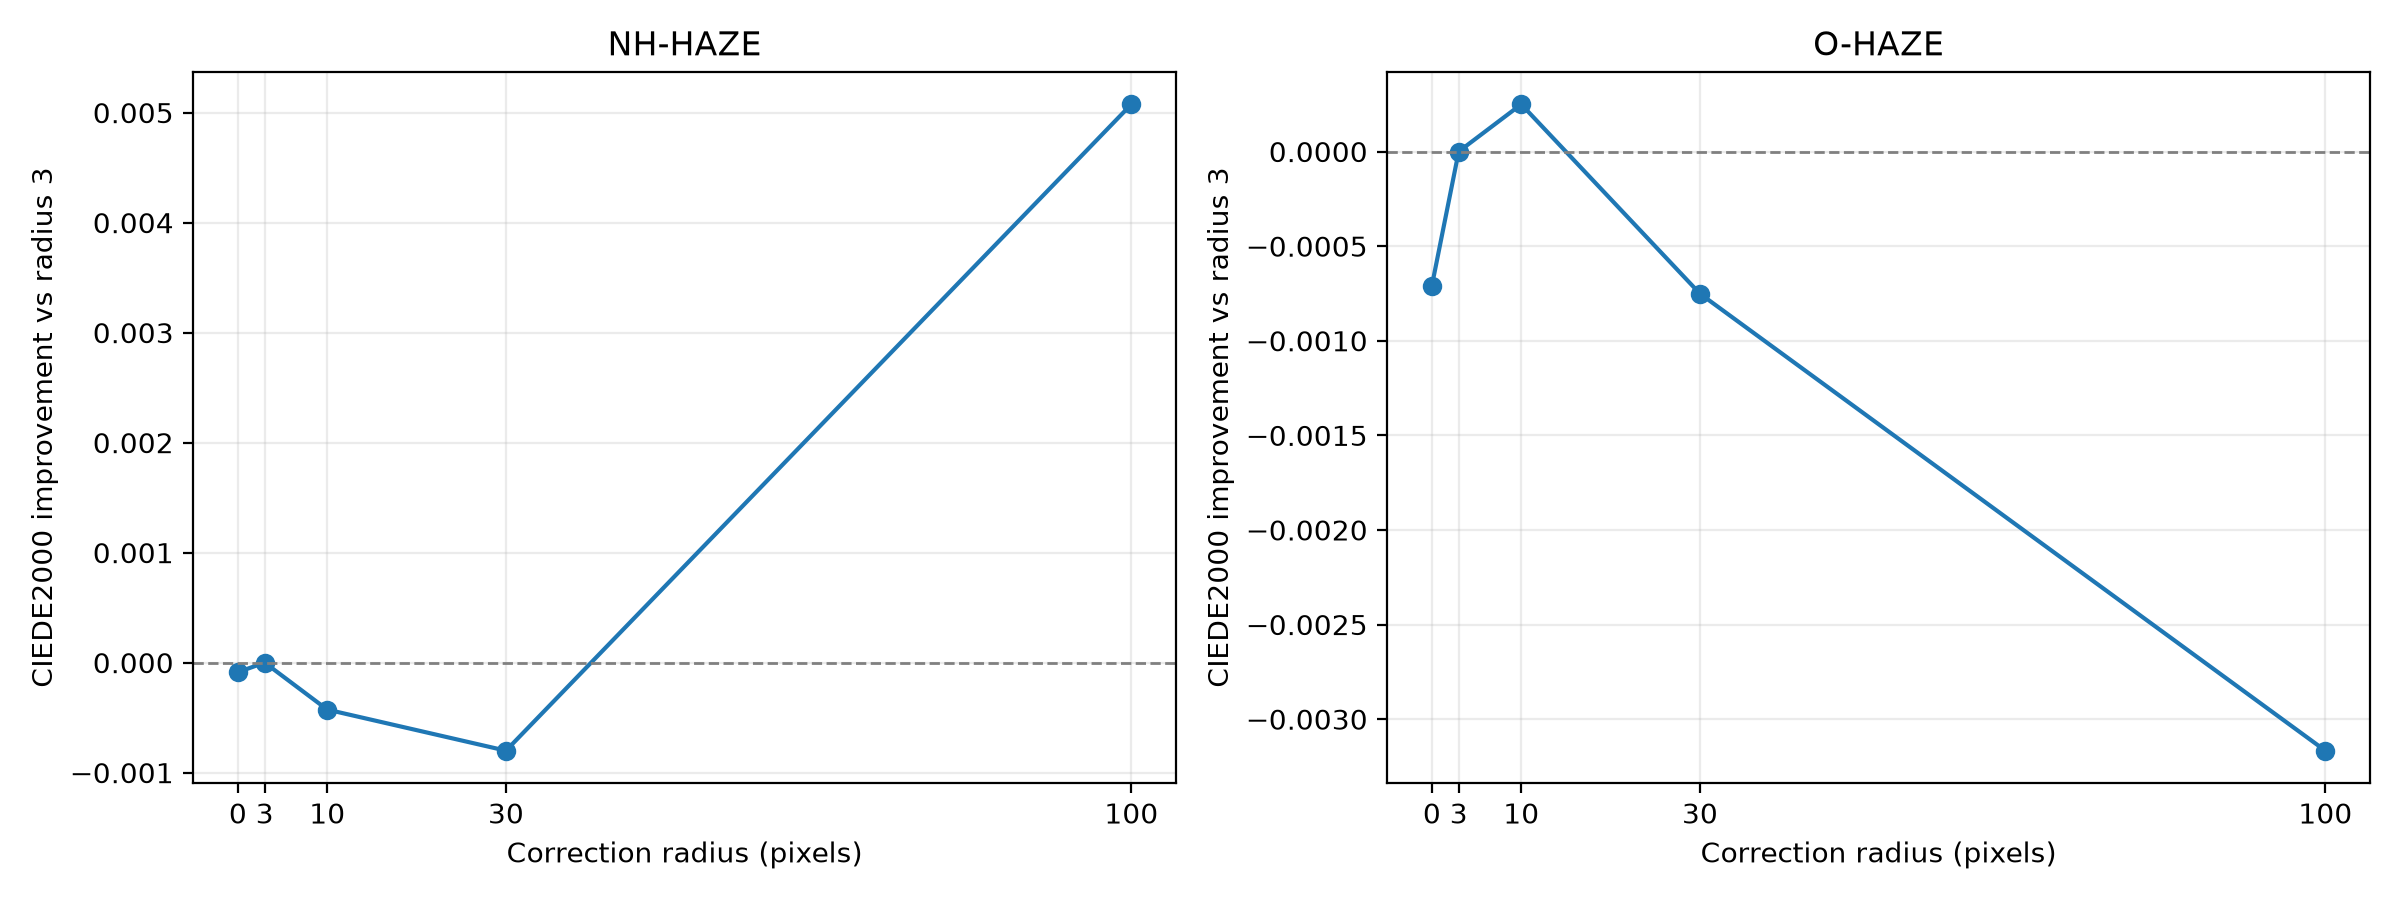 NH-HAZE
CIEDE2000 improvement vs radius 3
0.005
0.004
0.003
0.002
0.001
0.000
−0.001
0 3 10 30 100
Correction radius (pixels)
O-HAZE
CIEDE2000 improvement vs radius 3
0.0000
−0.0005
−0.0010
−0.0015
−0.0020
−0.0025
−0.0030
0 3 10 30 100
Correction radius (pixels)